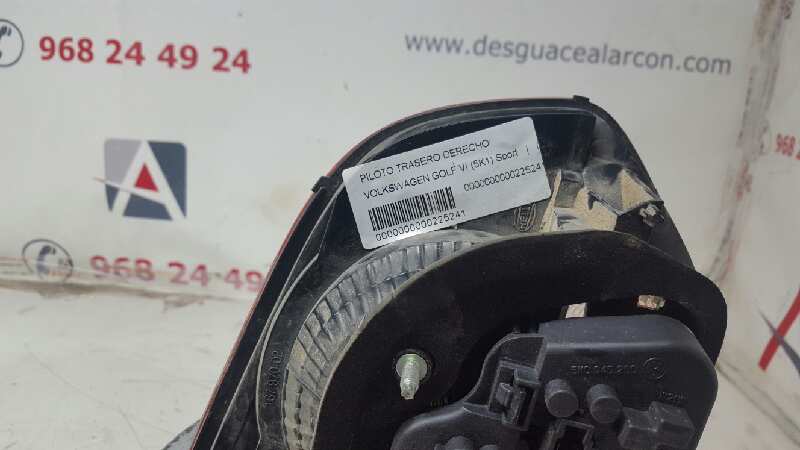 968 24 49 24
www.desguacealarcon.com
PILOTO TRASERO DERECHO
VOLKSWAGEN GOLF VI (5K1) Sport
000000000022524
0000000000225241
968 24 49